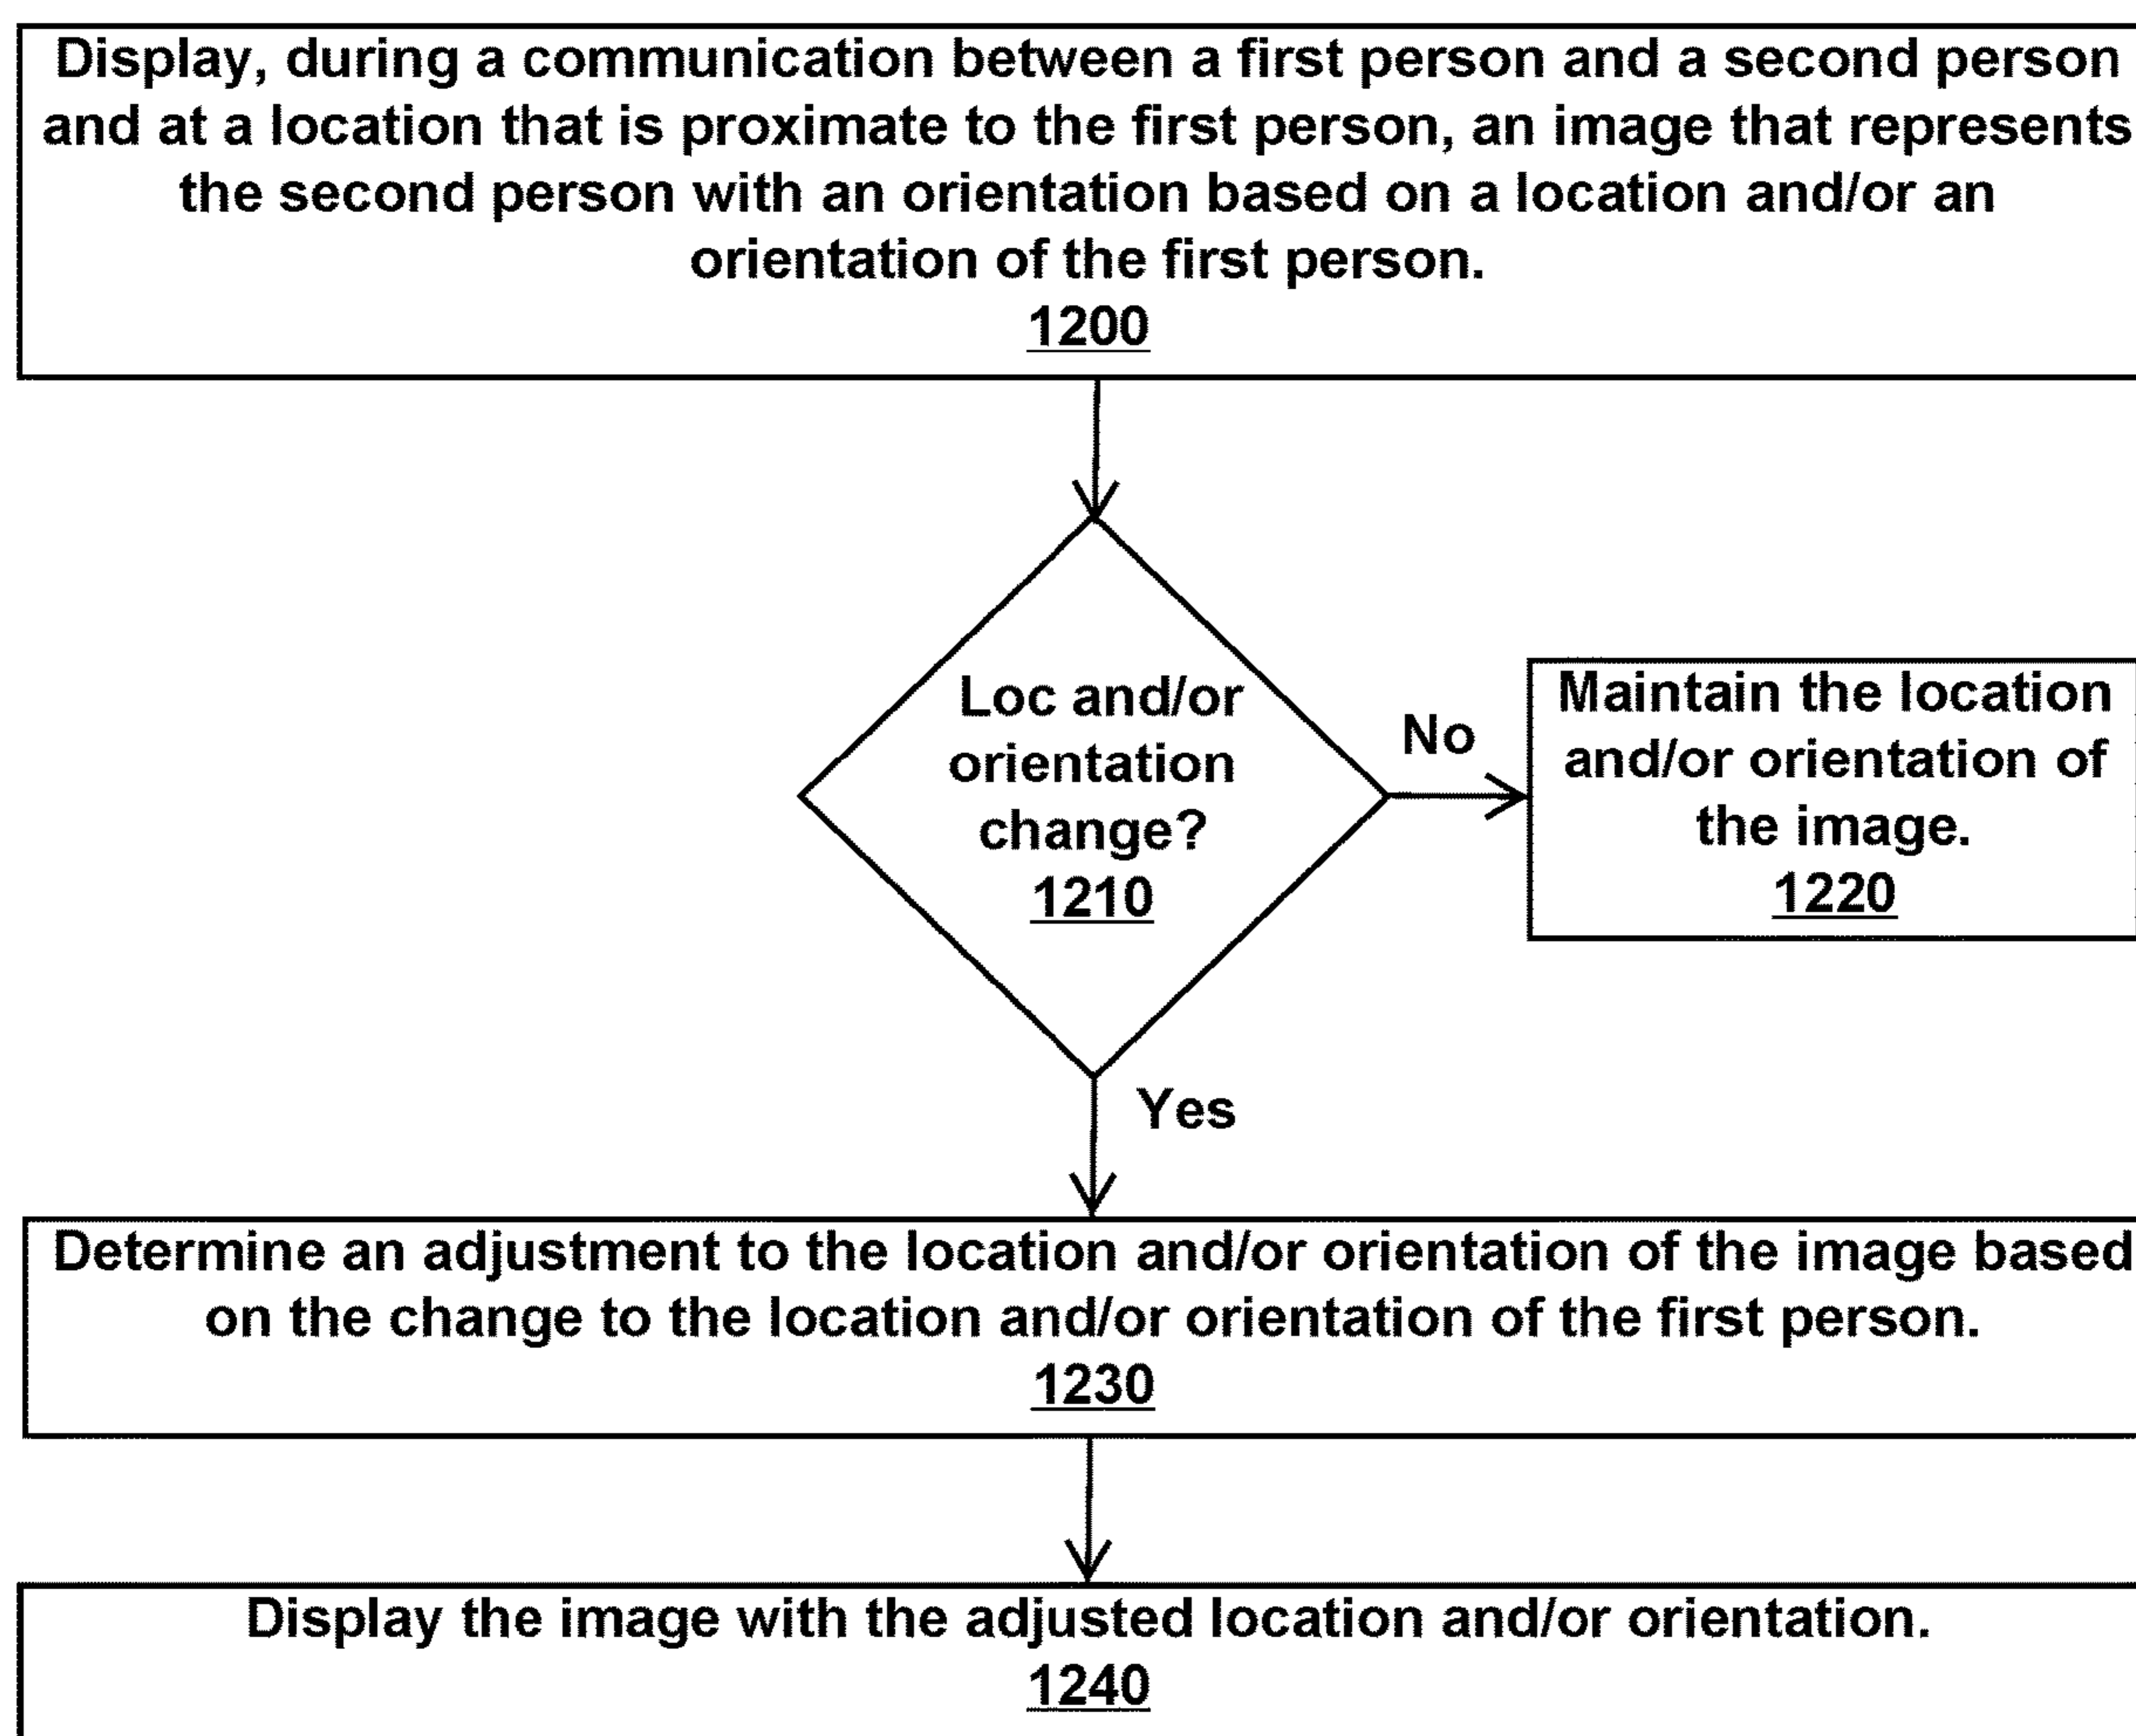 Display, during a communication between a first person and a second person
and at a location that is proximate to the first person, an image that represents
the second person with an orientation based on a location and/or an
orientation of the first person.
1200
Loc and/or
orientation
change?
1210
No
Maintain the location
and/or orientation of
the image.
1220
Yes
Determine an adjustment to the location and/or orientation of the image based
on the change to the location and/or orientation of the first person.
1230
Display the image with the adjusted location and/or orientation.
1240